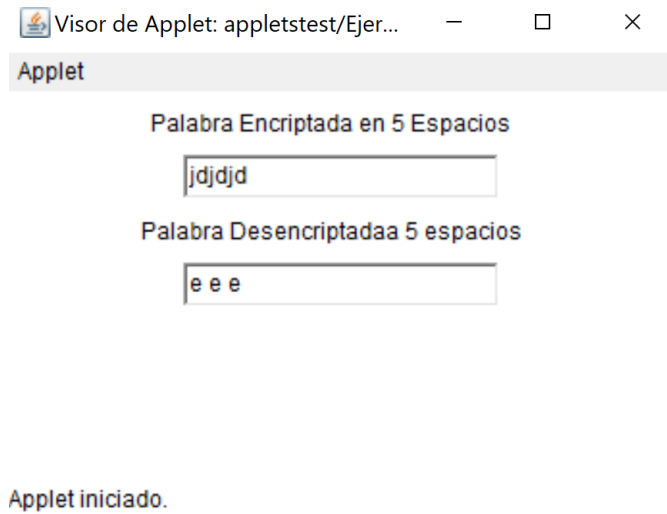 Visor de Applet: appletstest/Ejer...
Applet
Palabra Encriptada en 5 Espacios
jdjdjd
Palabra Desencriptadaa 5 espacios
e e e
Applet iniciado.